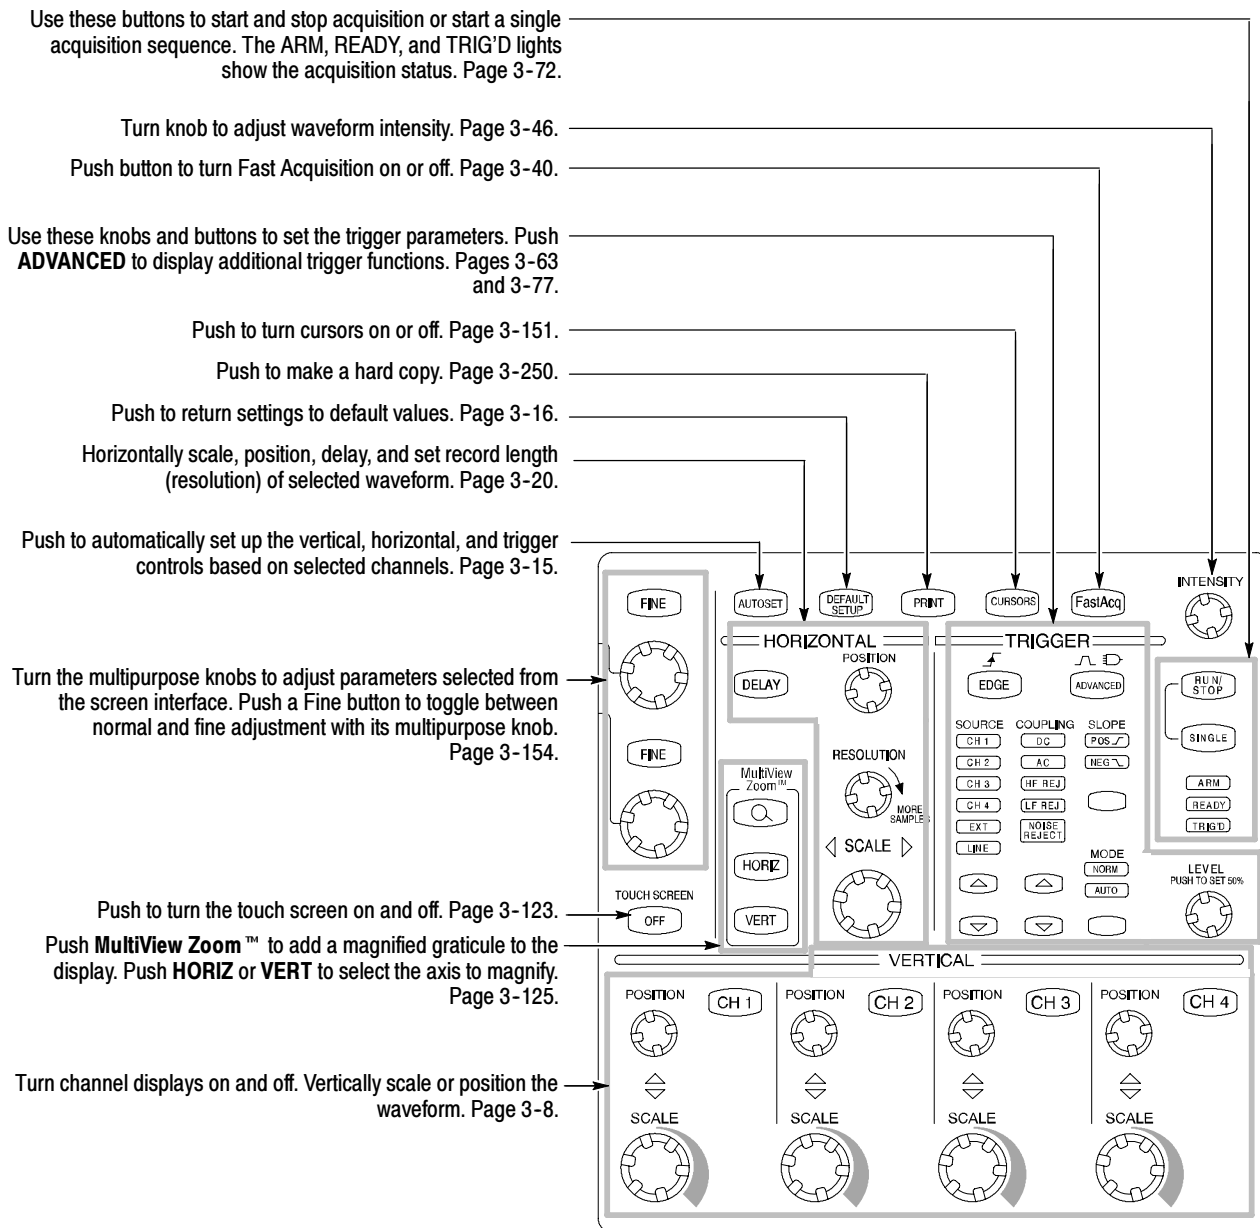 Use these buttons to start and stop acquisition or start a single
acquisition sequence. The ARM, READY, and TRIG’D lights
show the acquisition status. Page 3-72.
Turn knob to adjust waveform intensity. Page 3-46.
Push button to turn Fast Acquisition on or off. Page 3-40.
Use these knobs and buttons to set the trigger parameters. Push
ADVANCED to display additional trigger functions. Pages 3-63
and 3-77.
Push to turn cursors on or off. Page 3-151.
Push to make a hard copy. Page 3-250.
Push to return settings to default values. Page 3-16.
Horizontally scale, position, delay, and set record length
(resolution) of selected waveform. Page 3-20.
Push to automatically set up the vertical, horizontal, and trigger
controls based on selected channels. Page 3-15.
Turn the multipurpose knobs to adjust parameters selected from
the screen interface. Push a Fine button to toggle between
normal and fine adjustment with its multipurpose knob.
Page 3-154.
Push to turn the touch screen on and off. Page 3-123.
Push MultiView Zoom™ to add a magnified graticule to the
display. Push HORIZ or VERT to select the axis to magnify.
Page 3-125.
Turn channel displays on and off. Vertically scale or position the
waveform. Page 3-8.
FINE
FINE
TOUCH SCREEN
OFF
AUTOSET
DEFAULT
SETUP
PRINT
CURSORS
FastAcq
INTENSITY
HORIZONTAL
POSITION
DELAY
RESOLUTION
MORE
SAMPLES
SCALE
MultiView
Zoom™
HORIZ
VERT
TRIGGER
EDGE
ADVANCED
SOURCE
CH 1
CH 2
CH 3
CH 4
EXT
LINE
COUPLING
DC
AC
HF REJ
LF REJ
NOISE
REJECT
SLOPE
POS
NEG
MODE
NORM
AUTO
RUN/
STOP
SINGLE
ARM
READY
TRIG'D
LEVEL
PUSH TO SET 50%
VERTICAL
POSITION
CH 1
SCALE
POSITION
CH 2
SCALE
POSITION
CH 3
SCALE
POSITION
CH 4
SCALE